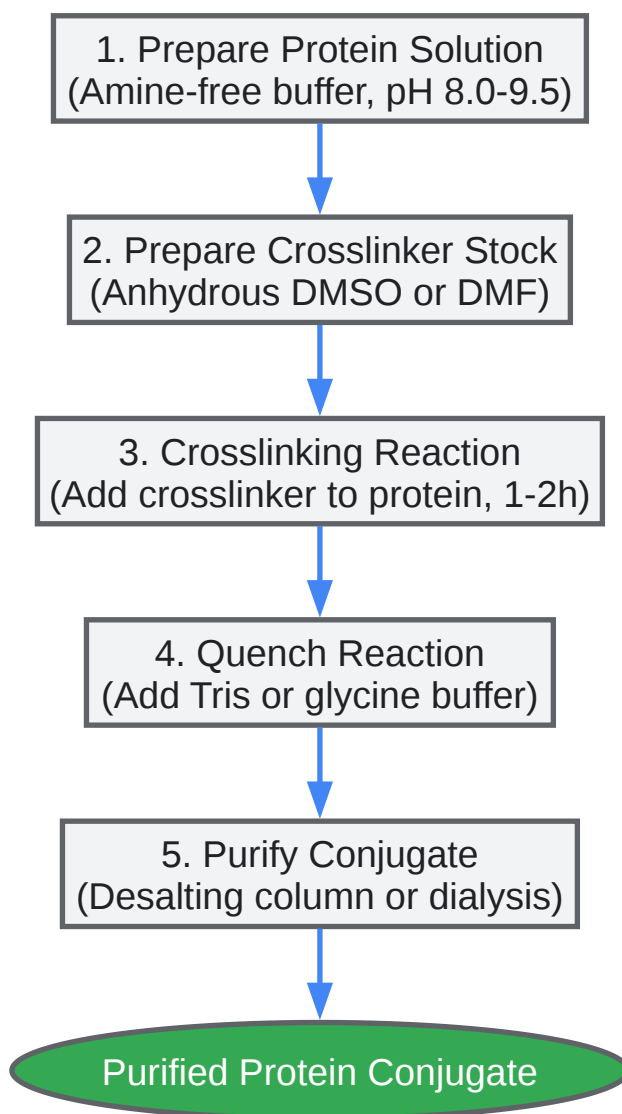 1. Prepare Protein Solution
(Amine-free buffer, pH 8.0-9.5)
2. Prepare Crosslinker Stock
(Anhydrous DMSO or DMF)
3. Crosslinking Reaction
(Add crosslinker to protein, 1-2h)
4. Quench Reaction
(Add Tris or glycine buffer)
5. Purify Conjugate
(Desalting column or dialysis)
Purified Protein Conjugate